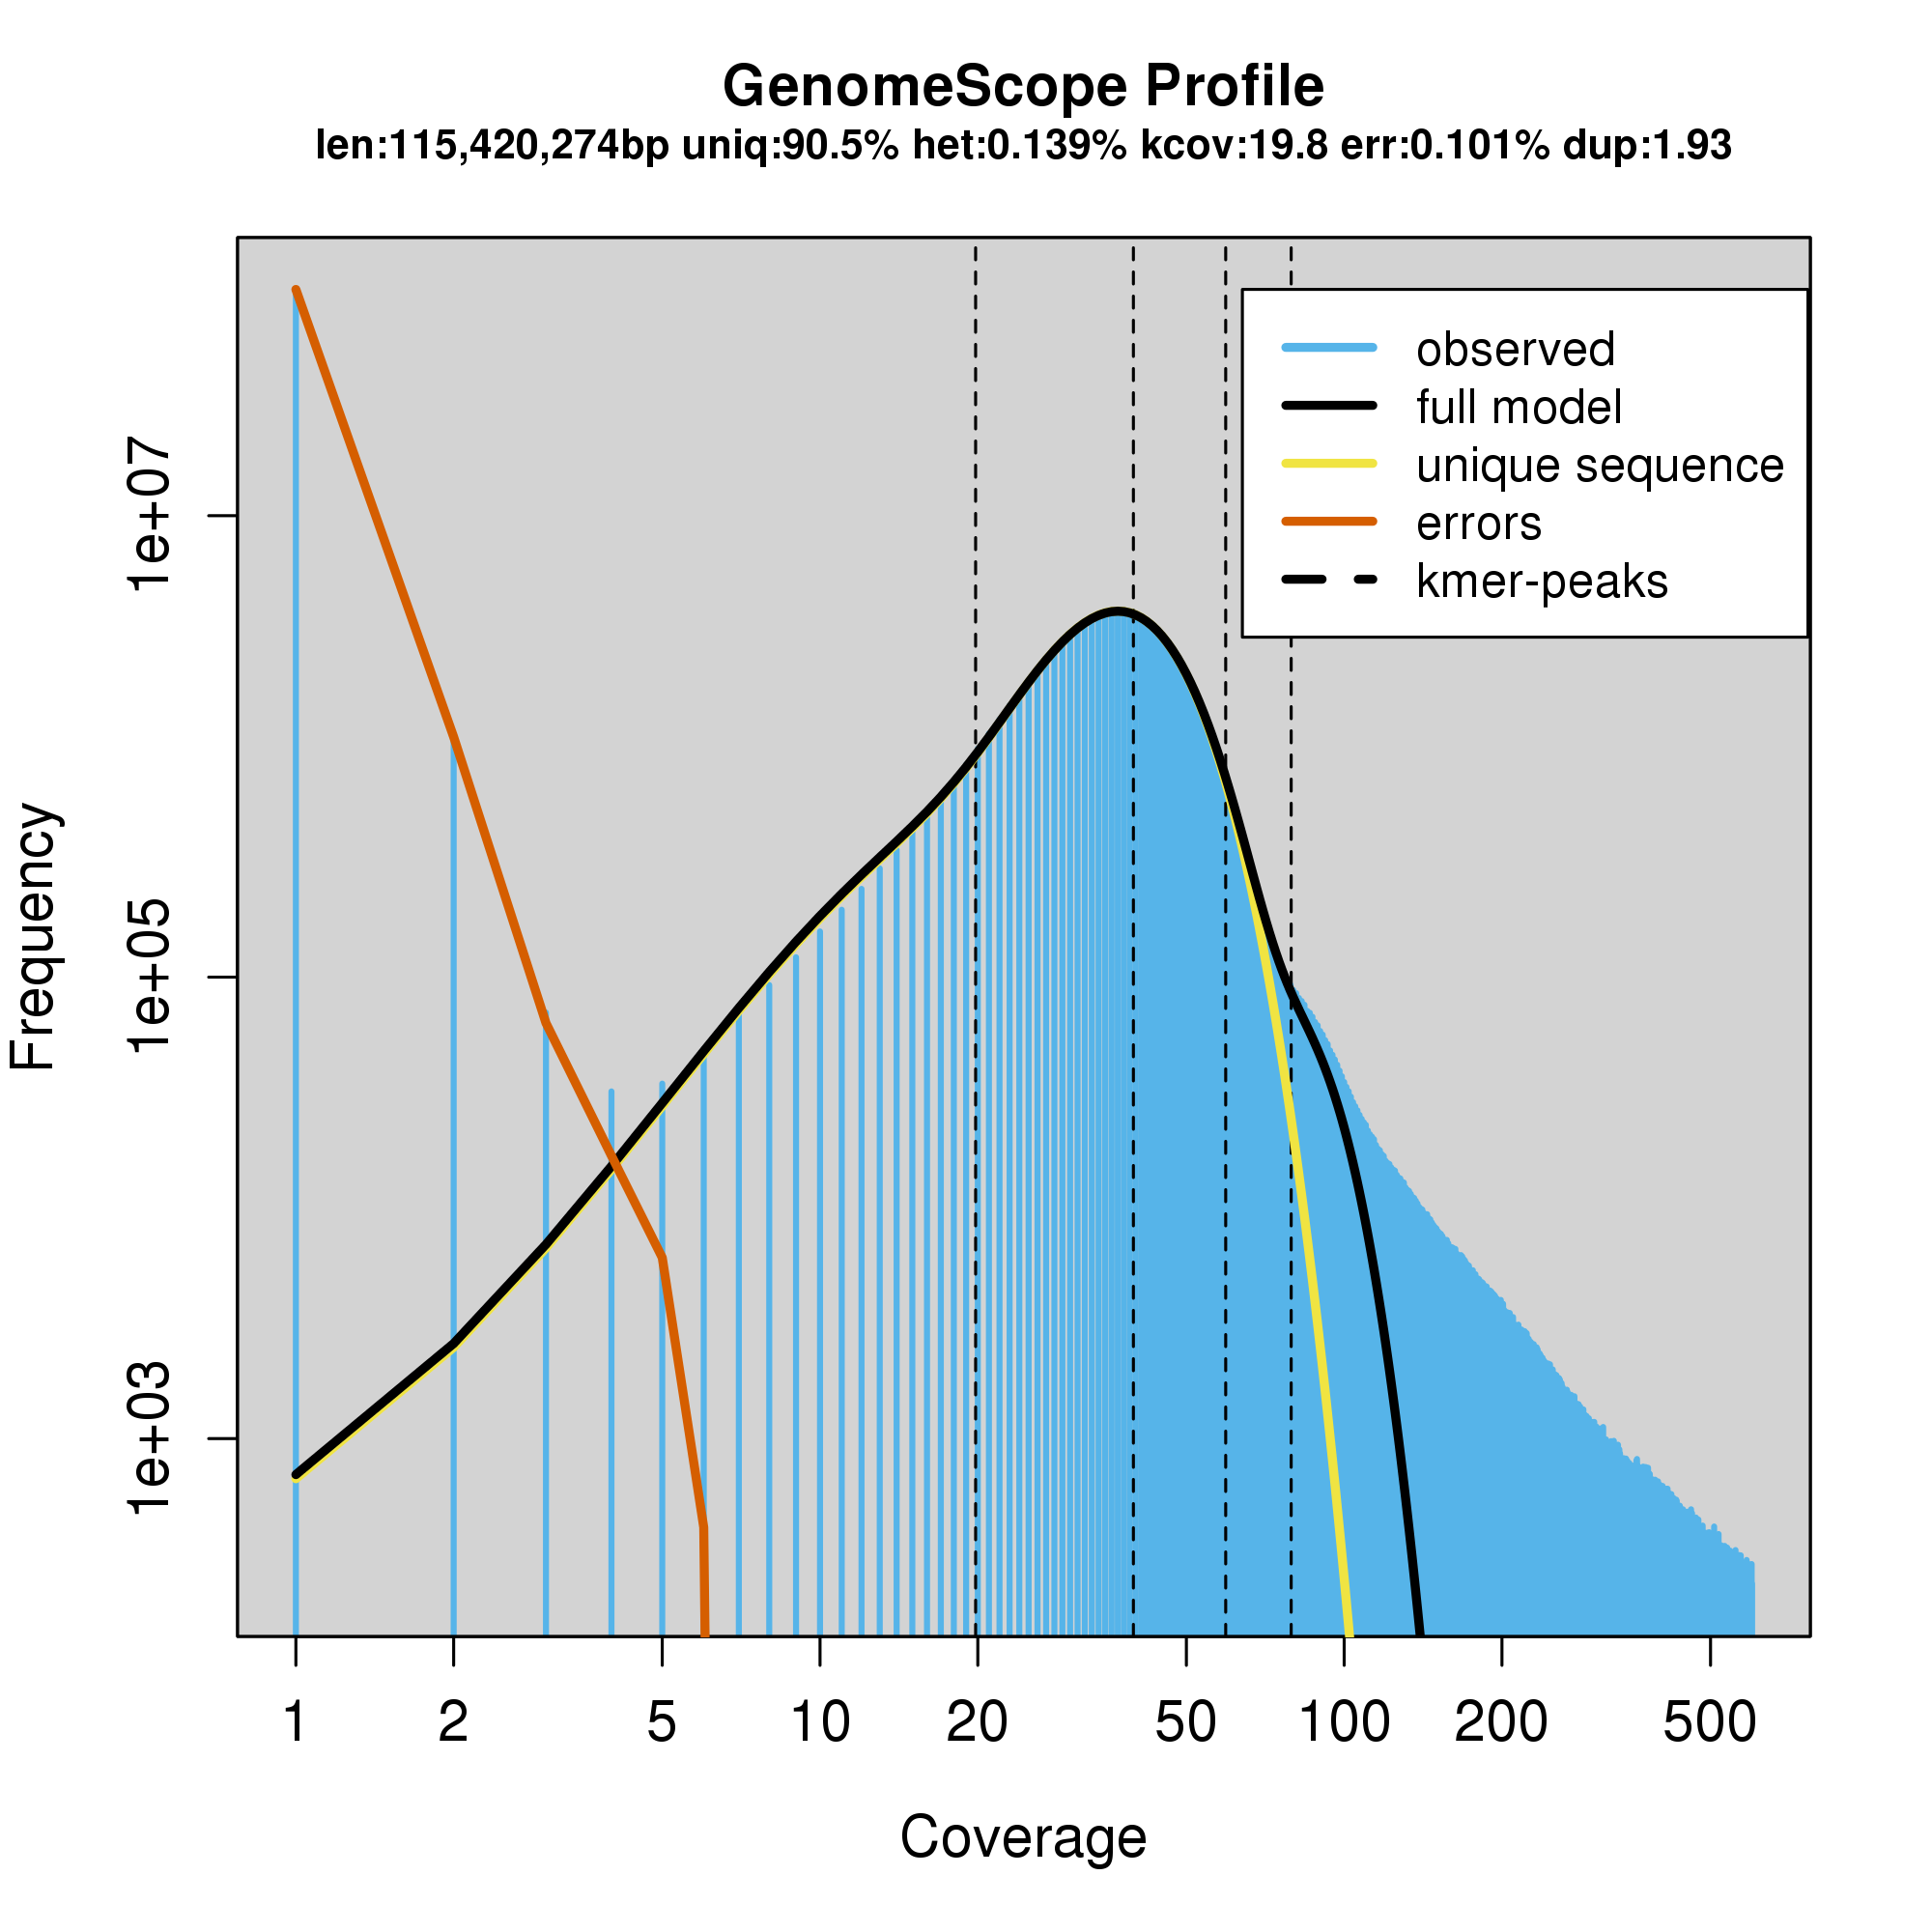 GenomeScope Profile
len:115,420,274bp uniq:90.5% het:0.139% kcov:19.8 err:0.101% dup:1.93
observed
full model
unique sequence
errors
kmer-peaks
Frequency
1e+07
1e+05
1e+03
1 2 5 10 20 50 100 200 500
Coverage